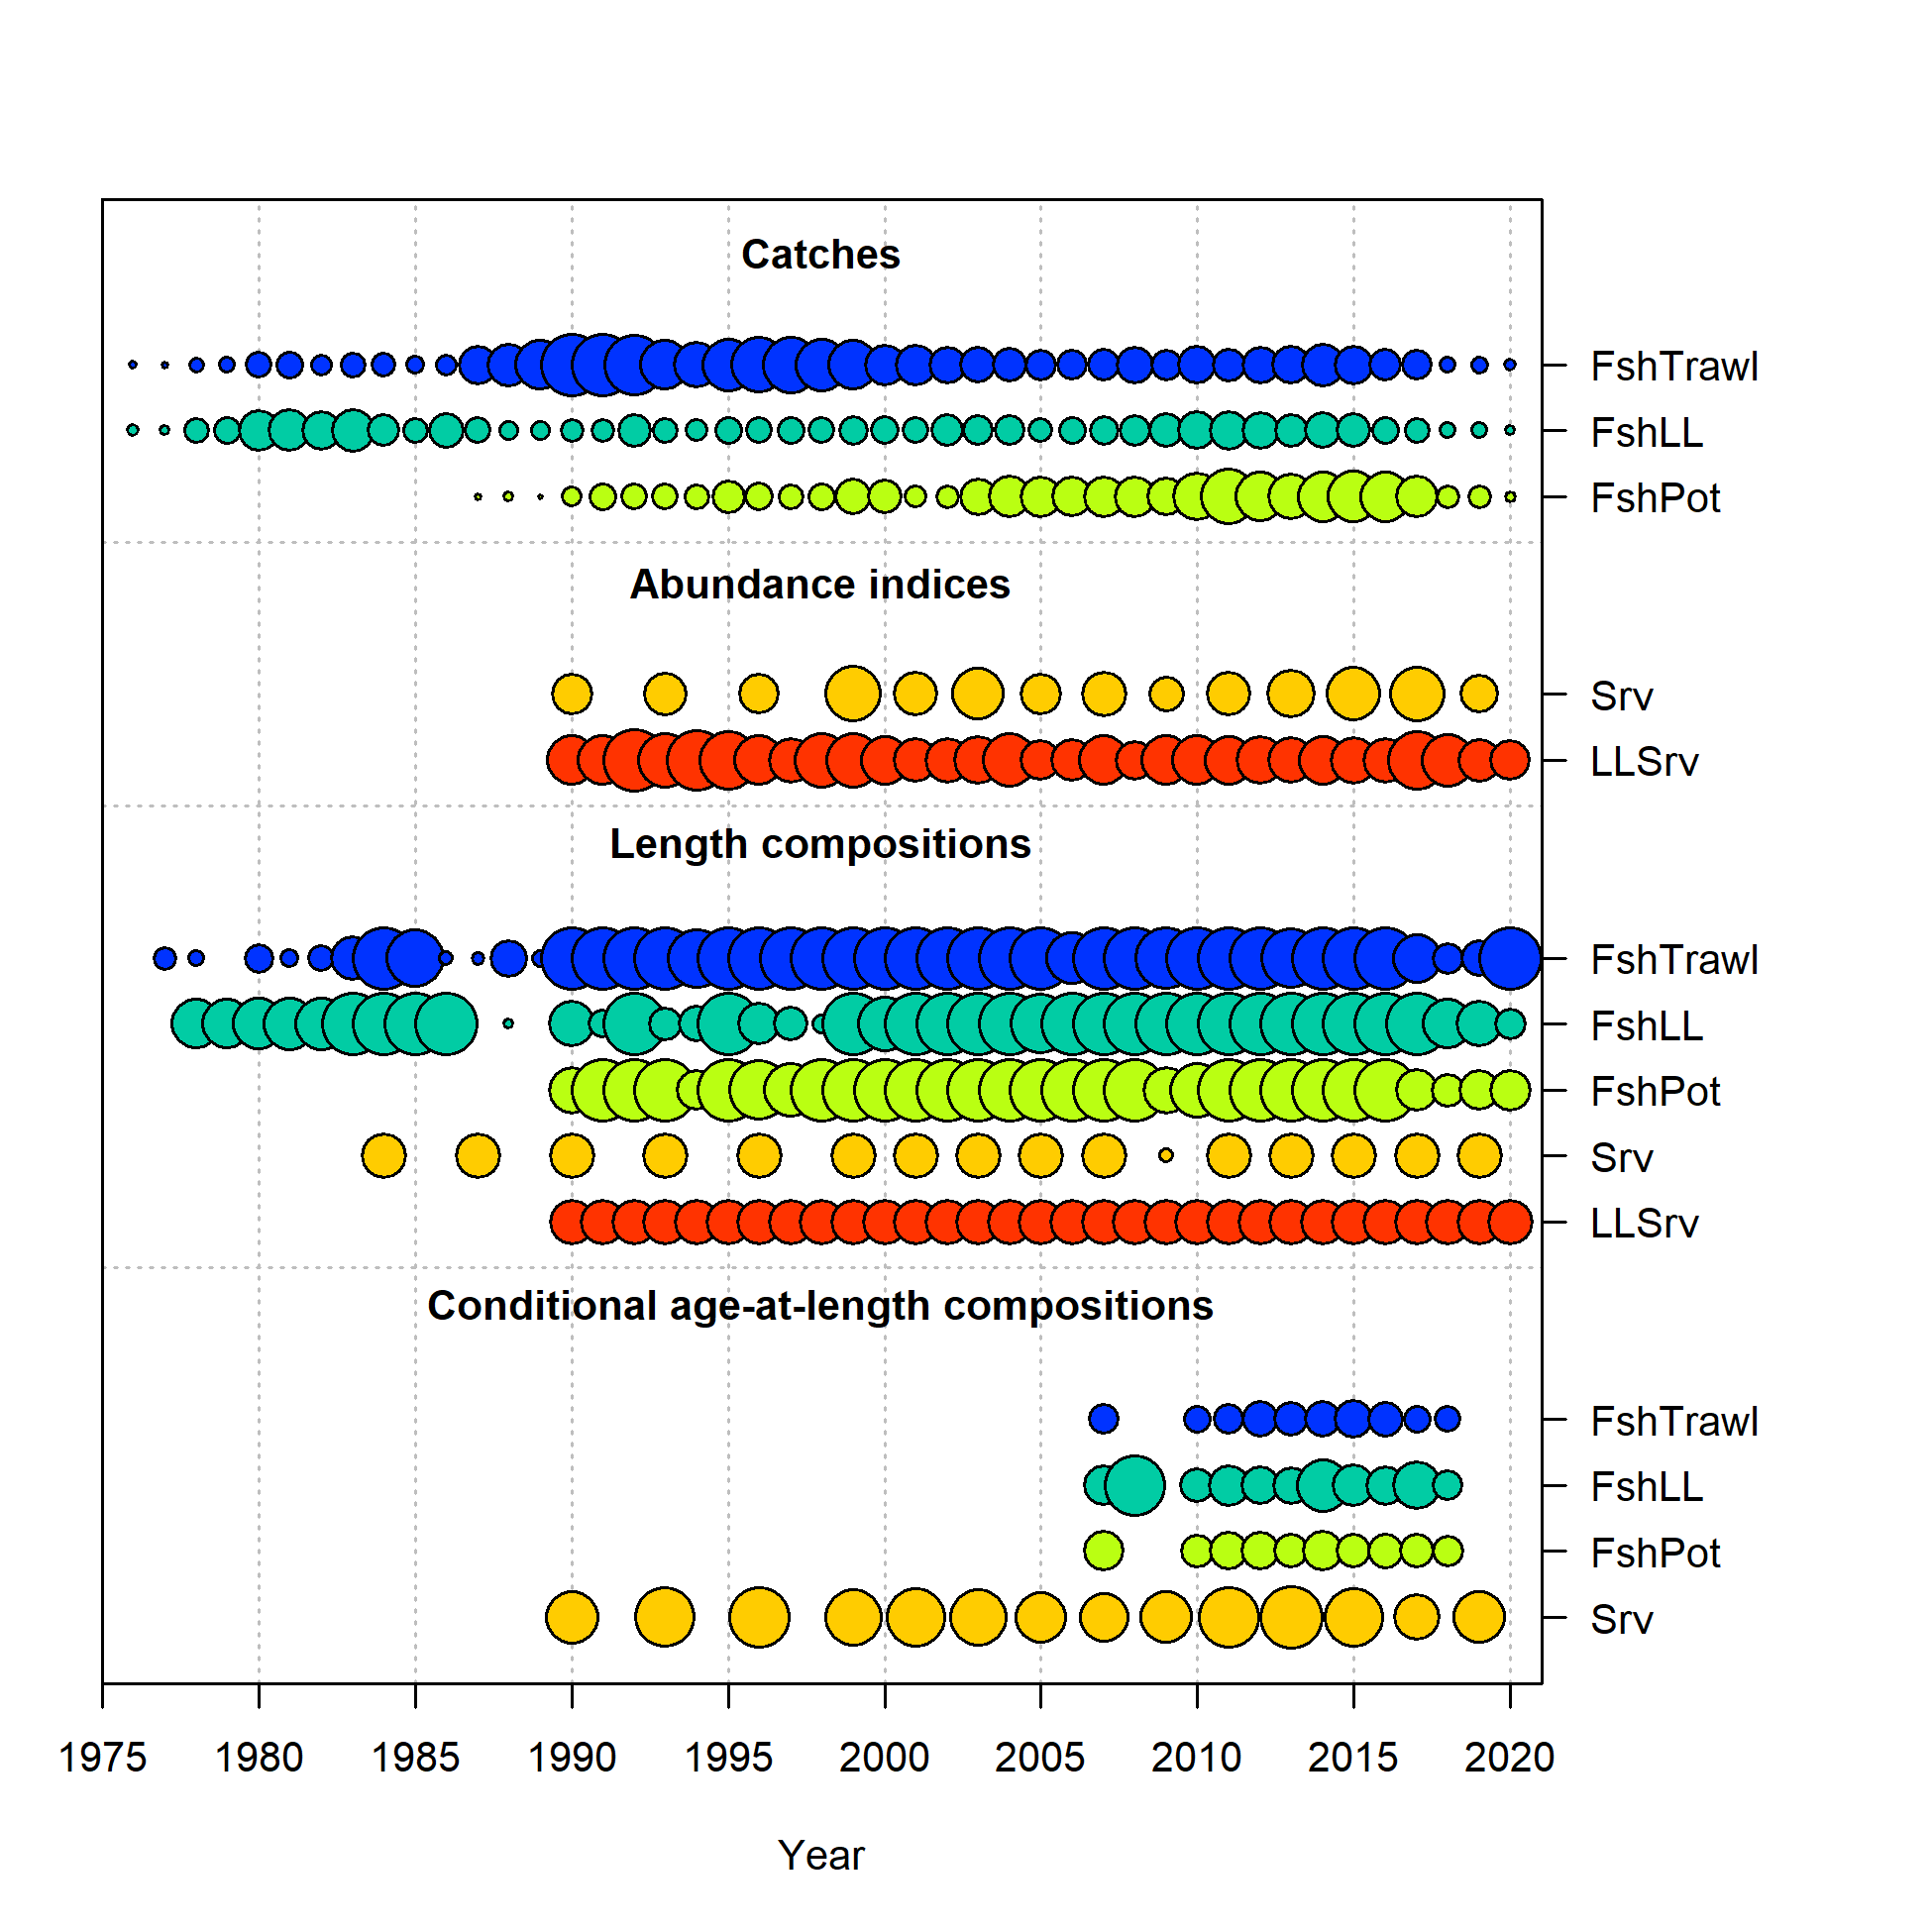 Catches
FshTrawl
FshLL
FshPot
Abundance indices
Srv
LLSrv
Length compositions
FshTrawl
FshLL
FshPot
Srv
LLSrv
Conditional age-at-length compositions
FshTrawl
FshLL
FshPot
Srv
1975 1980 1985 1990 1995 2000 2005 2010 2015 2020
Year